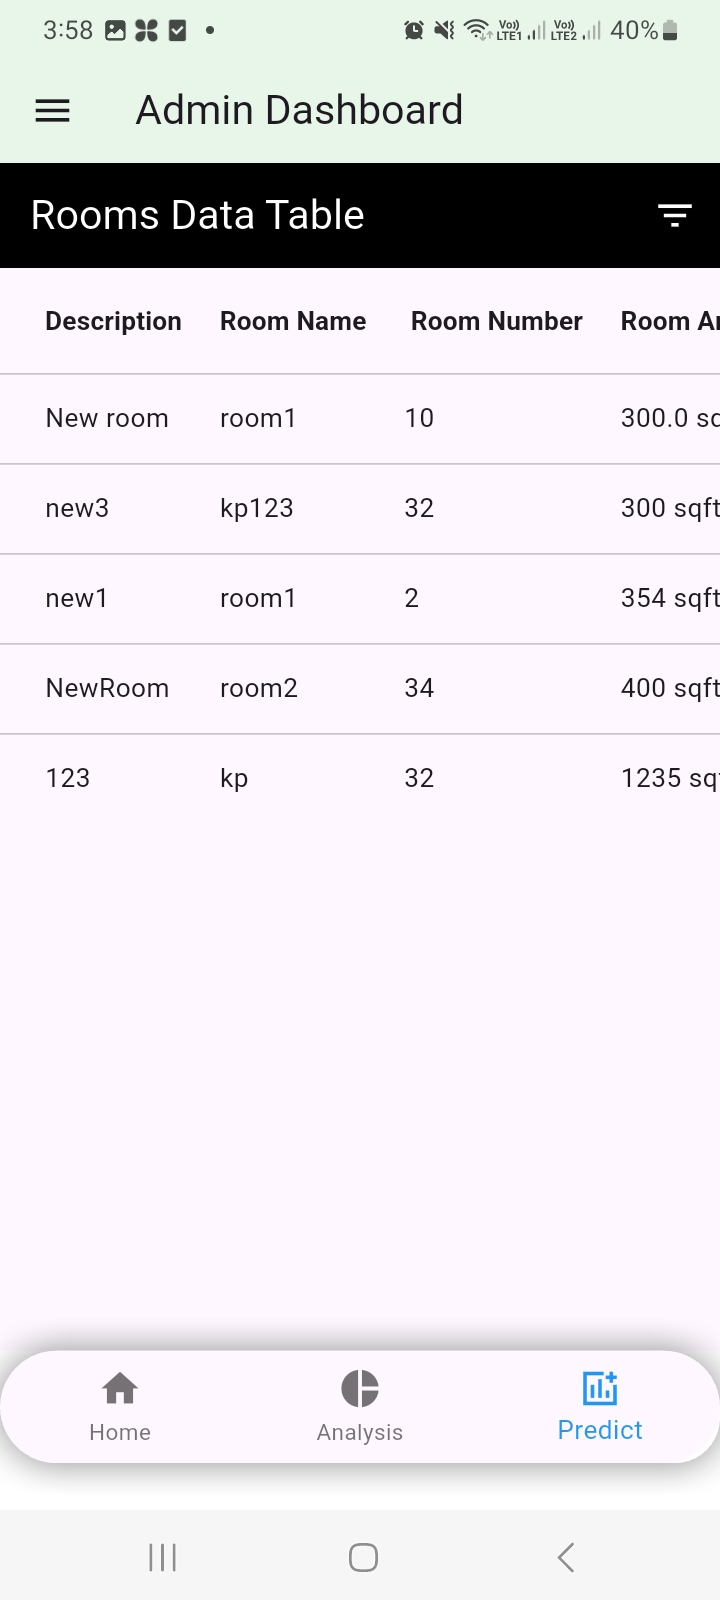 3:58 Vo)) LTE1 Vo)) LTE2 40%
Admin Dashboard
Rooms Data Table
Description Room Name Room Number Room Ar
New room room1 10 300.0 sq
new3 kp123 32 300 sqft
new1 room1 2 354 sqft
NewRoom room2 34 400 sqft
123 kp 32 1235 sqf
Home Analysis Predict